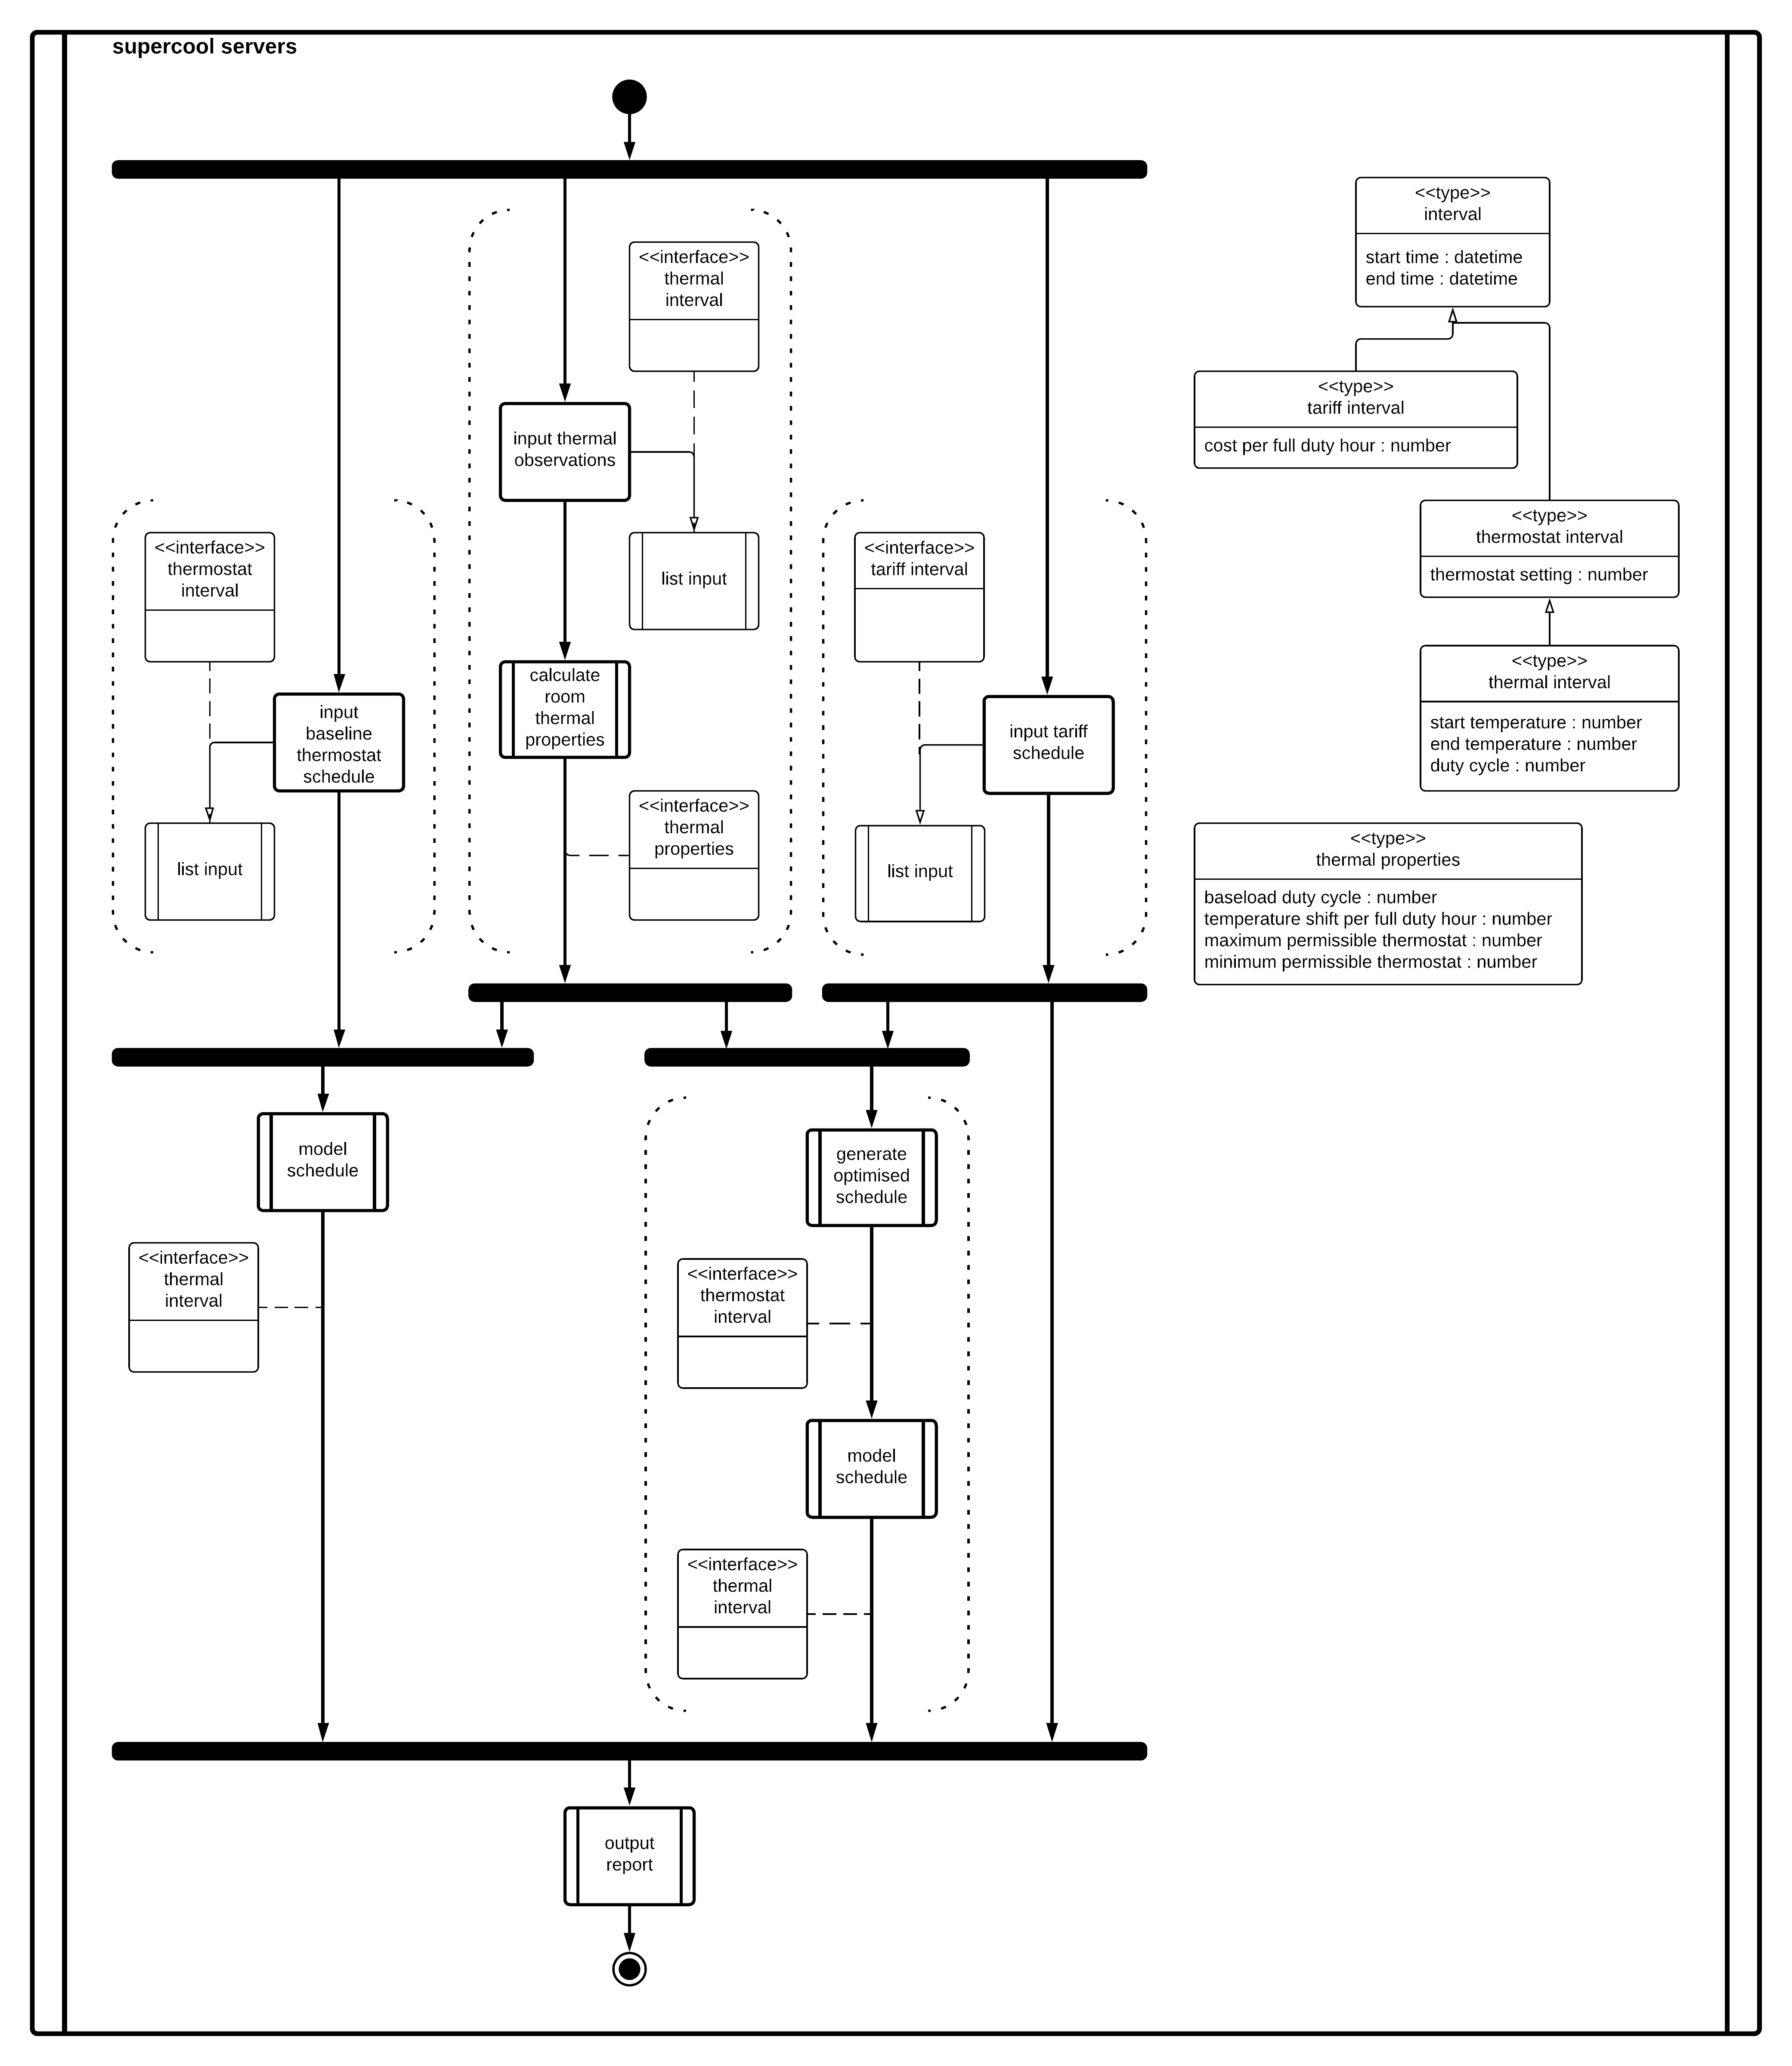 supercool servers
<<type>>
interval
start time : datetime
end time : datetime
<<interface>>
thermal
interval
<<type>>
tariff interval
cost per full duty hour : number
input thermal
observations
<<type>>
thermostat interval
thermostat setting : number
<<interface>>
thermostat
interval
list input
<<interface>>
tariff interval
<<type>>
thermal interval
start temperature : number
end temperature : number
duty cycle : number
calculate
room
thermal
properties
input
baseline
thermostat
schedule
input tariff
schedule
<<interface>>
thermal
properties
list input
list input
<<type>>
thermal properties
baseload duty cycle : number
temperature shift per full duty hour : number
maximum permissible thermostat : number
minimum permissible thermostat : number
model
schedule
generate
optimised
schedule
<<interface>>
thermal
interval
<<interface>>
thermostat
interval
model
schedule
<<interface>>
thermal
interval
output
report